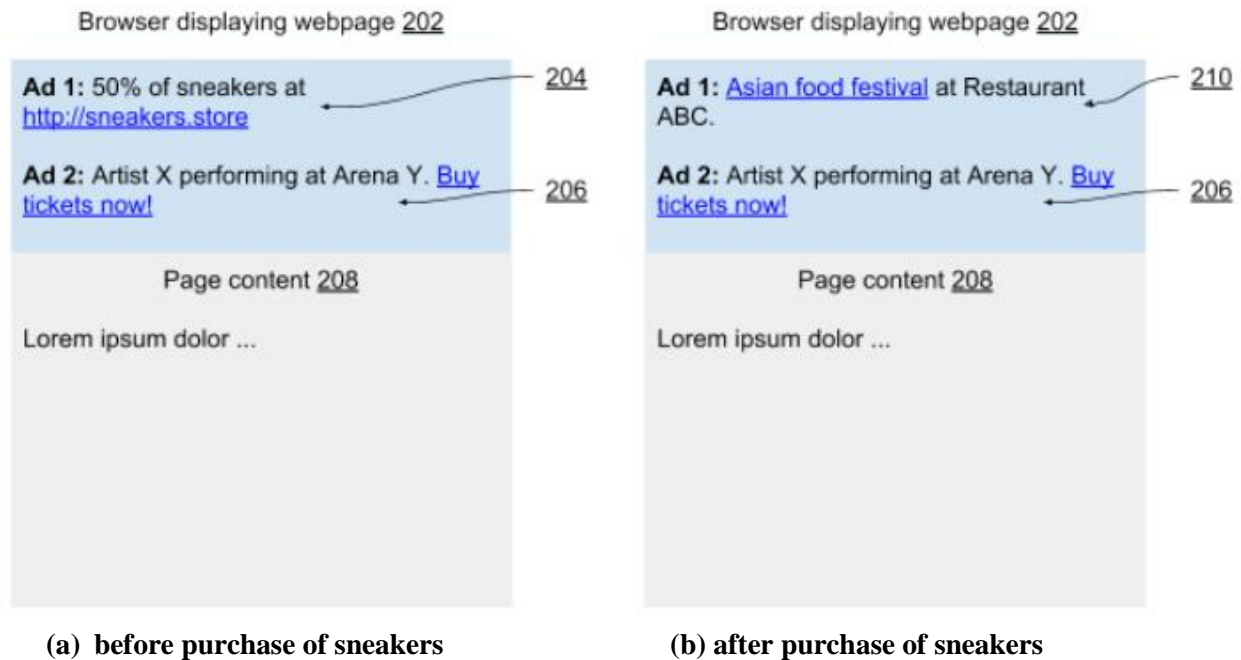 Browser displaying webpage 202
Ad 1: 50% of sneakers at
http://sneakers.store
204
Ad 2: Artist X performing at Arena Y. Buy
tickets now!
206
Page content 208
Lorem ipsum dolor ...
(a) before purchase of sneakers
Browser displaying webpage 202
Ad 1: Asian food festival at Restaurant
ABC.
210
Ad 2: Artist X performing at Arena Y. Buy
tickets now!
206
Page content 208
Lorem ipsum dolor ...
(b) after purchase of sneakers